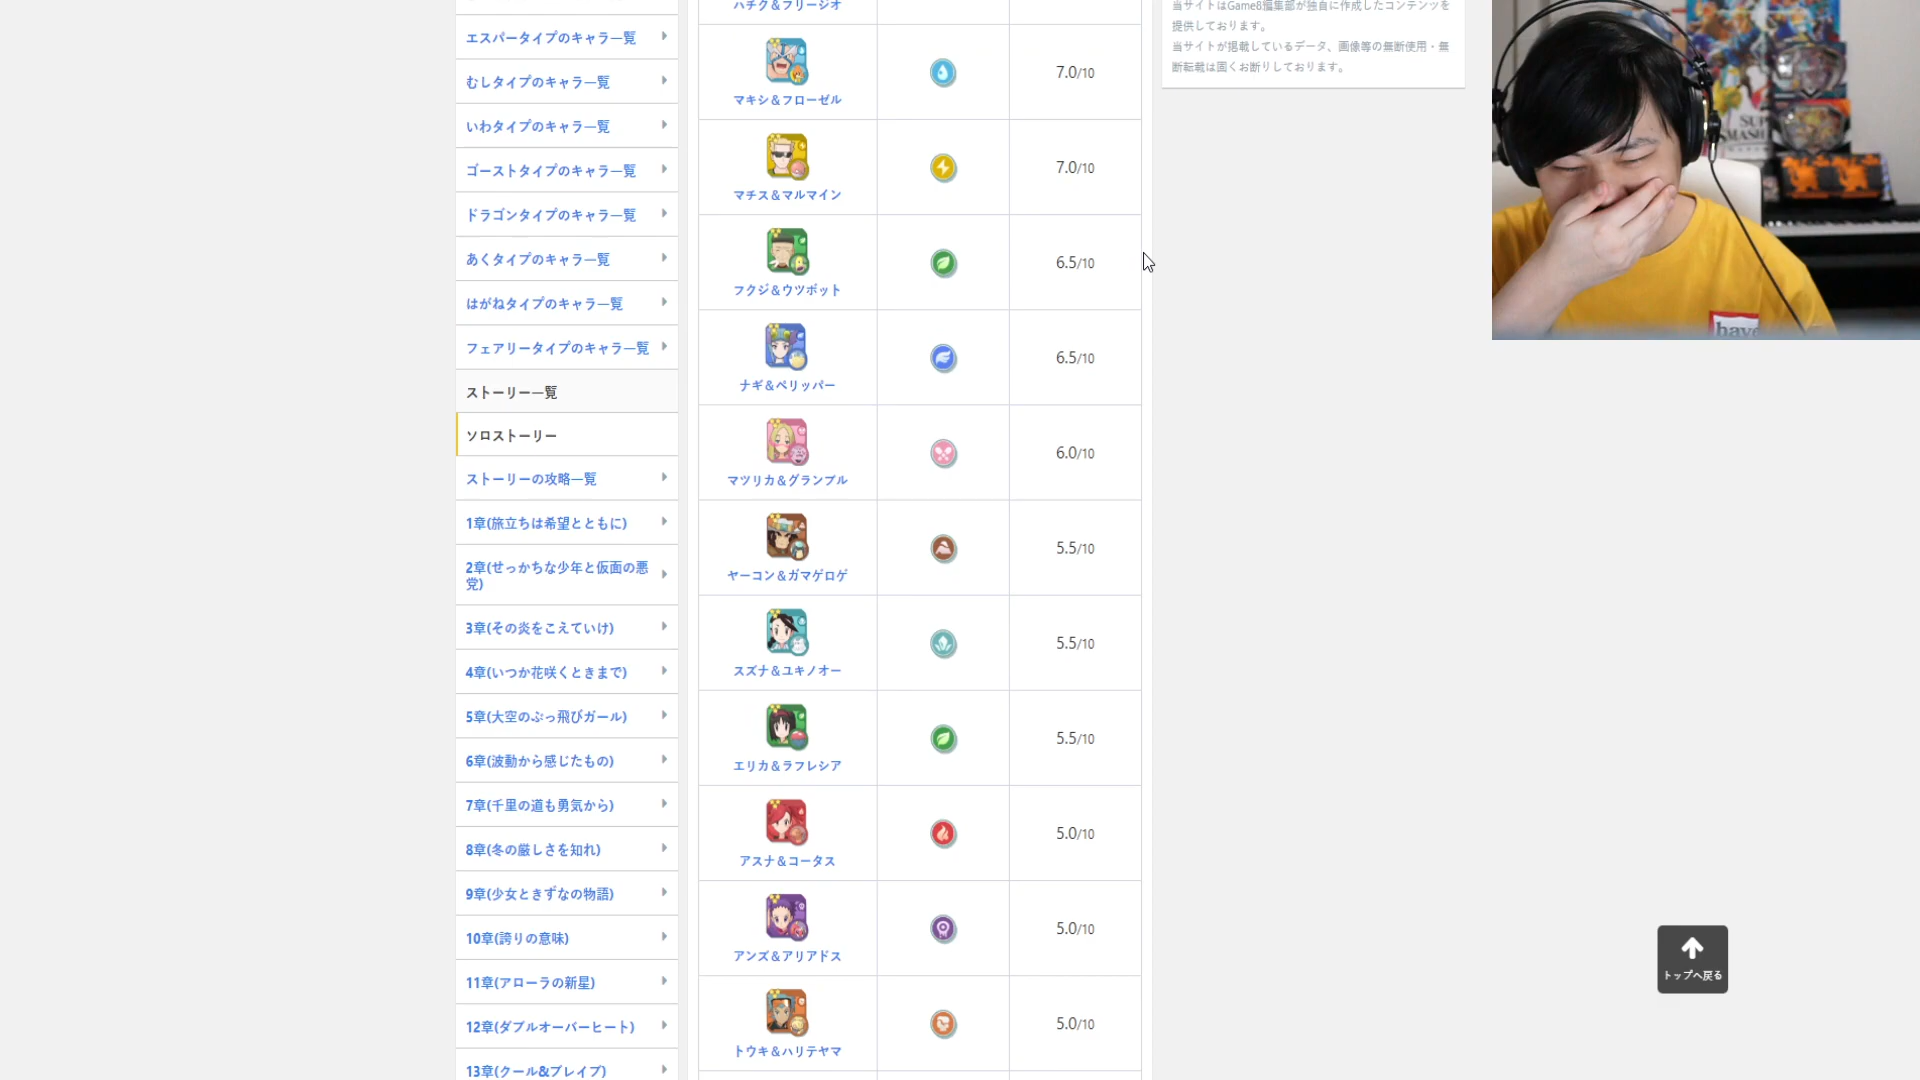 エスパータイプのキャラ一覧
むしタイプのキャラ一覧
いわタイプのキャラ一覧
ゴーストタイプのキャラ一覧
ドラゴンタイプのキャラ一覧
あくタイプのキャラ一覧
はがねタイプのキャラ一覧
フェアリータイプのキャラ一覧
ストーリー一覧
ソロストーリー
ストーリーの攻略一覧
1章(旅立ちは希望とともに)
2章(せっかちな少年と仮面の悪
党)
3章(その炎をこえていけ)
4章(いつか花咲くときまで)
5章(大空のぶっ飛びガール)
6章(波動から感じたもの)
7章(千里の道も勇気から)
8章(冬の厳しさを知れ)
9章(少女ときずなの物語)
10章(誇りの意味)
11章(アローラの新星)
12章(ダブルオーバーヒート)
13章(クール&ブレイブ)
ハチク＆フリージオ
マキシ＆フローゼル
7.0/10
マチス＆マルマイン
7.0/10
フクジ＆ウツボット
6.5/10
ナギ＆ペリッパー
6.5/10
マツリカ＆グランブル
6.0/10
ヤーコン＆ガマゲロゲ
5.5/10
スズナ＆ユキノオー
5.5/10
エリカ＆ラフレシア
5.5/10
アスナ＆コータス
5.0/10
アンズ＆アリアドス
5.0/10
トウキ＆ハリテヤマ
5.0/10
当サイトはGame8編集部が独自に作成したコンテンツを
提供しております。
当サイトが掲載しているデータ、画像等の無断使用・無
断転載は固くお断りしております。
トップへ戻る